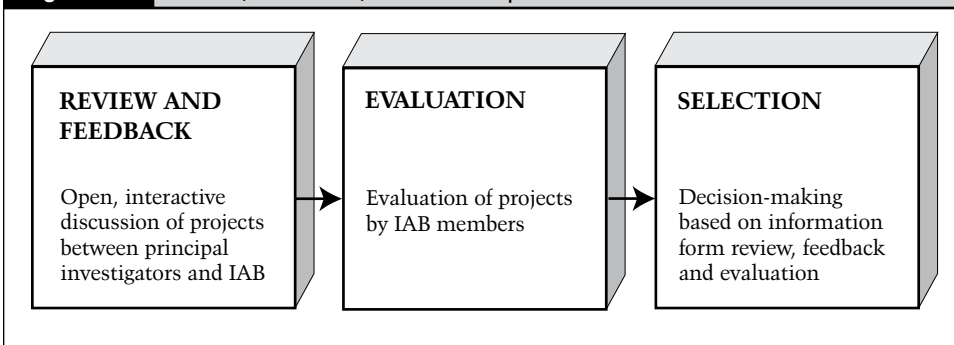 REVIEW AND
FEEDBACK
Open, interactive
discussion of projects
between principal
investigators and IAB
EVALUATION
Evaluation of projects
by IAB members
SELECTION
Decision-making
based on information
form review, feedback
and evaluation